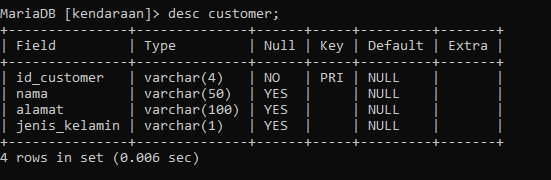 MariaDB [kendaraan]> desc customer;
+---------------+--------------+------+-----+---------+-------+
| Field         | Type         | Null | Key | Default | Extra |
+---------------+--------------+------+-----+---------+-------+
| id_customer   | varchar(4)   | NO   | PRI | NULL    |       |
| nama          | varchar(50)  | YES  |     | NULL    |       |
| alamat        | varchar(100) | YES  |     | NULL    |       |
| jenis_kelamin | varchar(1)   | YES  |     | NULL    |       |
+---------------+--------------+------+-----+---------+-------+
4 rows in set (0.006 sec)